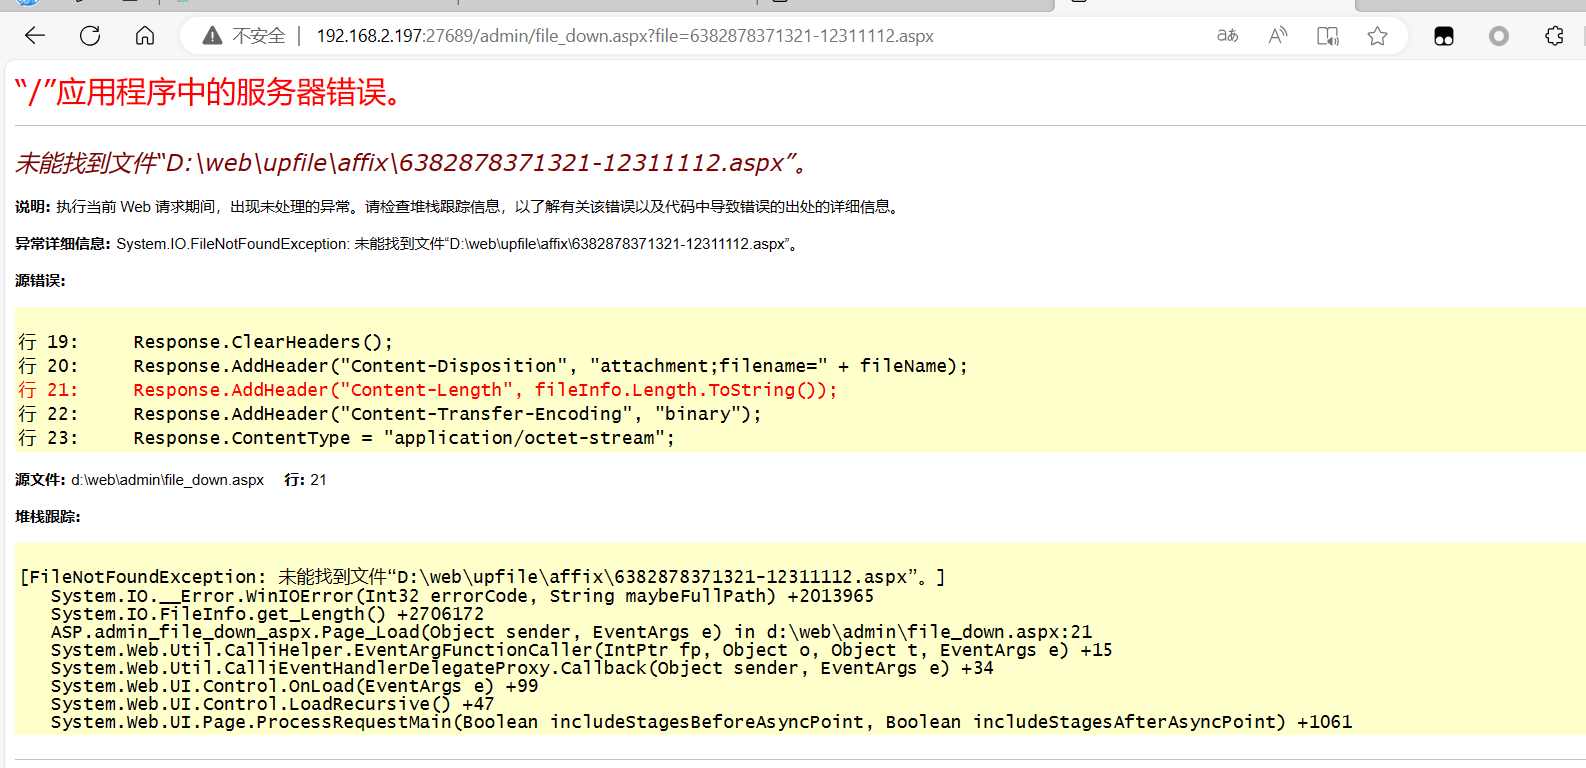 不安全 | 192.168.2.197:27689/admin/file_down.aspx?file=6382878371321-12311112.aspx
“/”应用程序中的服务器错误。
未能找到文件“D:\web\upfile\affix\6382878371321-12311112.aspx”。
说明: 执行当前 Web 请求期间，出现未处理的异常。请检查堆栈跟踪信息，以了解有关该错误以及代码中导致错误的出处的详细信息。
异常详细信息: System.IO.FileNotFoundException: 未能找到文件“D:\web\upfile\affix\6382878371321-12311112.aspx”。
源错误:
行 19:     Response.ClearHeaders();
行 20:     Response.AddHeader("Content-Disposition", "attachment;filename=" + fileName);
行 21:     Response.AddHeader("Content-Length", fileInfo.Length.ToString());
行 22:     Response.AddHeader("Content-Transfer-Encoding", "binary");
行 23:     Response.ContentType = "application/octet-stream";
源文件: d:\web\admin\file_down.aspx    行: 21
堆栈跟踪:
[FileNotFoundException: 未能找到文件“D:\web\upfile\affix\6382878371321-12311112.aspx”。]
   System.IO.__Error.WinIOError(Int32 errorCode, String maybeFullPath) +2013965
   System.IO.FileInfo.get_Length() +2706172
   ASP.admin_file_down_aspx.Page_Load(Object sender, EventArgs e) in d:\web\admin\file_down.aspx:21
   System.Web.Util.CalliHelper.EventArgFunctionCaller(IntPtr fp, Object o, Object t, EventArgs e) +15
   System.Web.Util.CalliEventHandlerDelegateProxy.Callback(Object sender, EventArgs e) +34
   System.Web.UI.Control.OnLoad(EventArgs e) +99
   System.Web.UI.Control.LoadRecursive() +47
   System.Web.UI.Page.ProcessRequestMain(Boolean includeStagesBeforeAsyncPoint, Boolean includeStagesAfterAsyncPoint) +1061